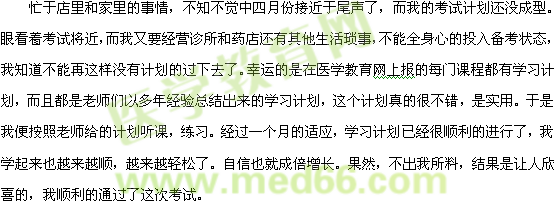 忙于店里和家里的事情，不知不觉中四月份接近于尾声了，而我的考试计划还没成型。
眼看着考试将近，而我又要经营诊所和药店还有其他生活琐事，不能全身心的投入备考状态，
我知道不能再这样没有计划的过下去了。幸运的是在医学教育网上报的每门课程都有学习计
划，而且都是老师们以多年经验总结出来的学习计划，这个计划真的很不错，是实用。于是
我便按照老师给的计划听课，练习。经过一个月的适应，学习计划已经很顺利的进行了，我
学起来也越来越顺，越来越轻松了。自信也就成倍增长。果然，不出我所料，结果是让人欣
喜的，我顺利的通过了这次考试。
医学教育网
www.med66.com